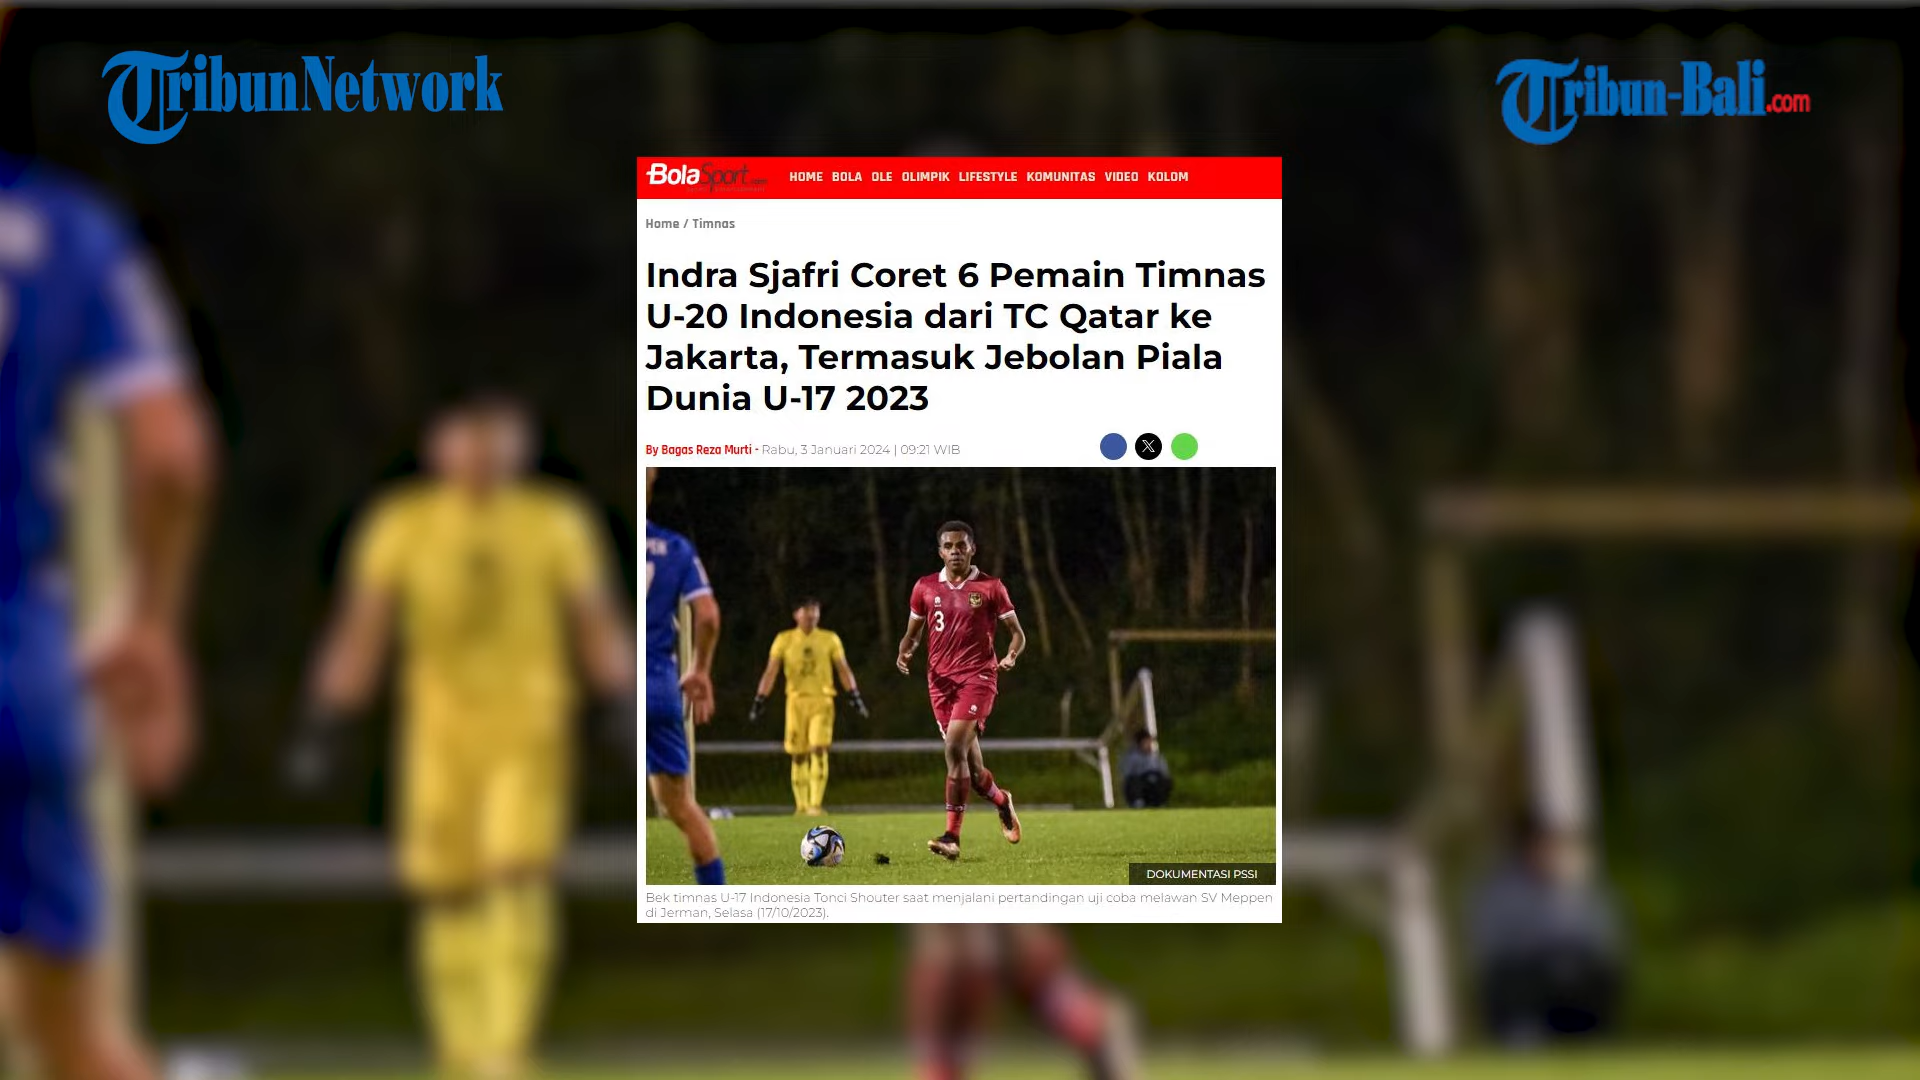 TribunNetwork
Tribun-Bali.com
BolaSport.com
HOME BOLA OLE OLIMPIK LIFESTYLE KOMUNITAS VIDEO KOLOM
Home / Timnas
Indra Sjafri Coret 6 Pemain Timnas
U-20 Indonesia dari TC Qatar ke
Jakarta, Termasuk Jebolan Piala
Dunia U-17 2023
By Bagas Reza Murti - Rabu, 3 Januari 2024 | 09:21 WIB
3
DOKUMENTASI PSSI
Bek timnas U-17 Indonesia Tonci Shouter saat menjalani pertandingan uji coba melawan SV Meppen
di Jerman, Selasa (17/10/2023).